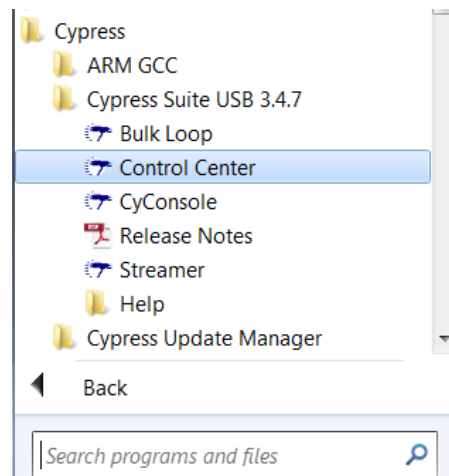 Cypress
ARM GCC
Cypress Suite USB 3.4.7
Bulk Loop
Control Center
CyConsole
Release Notes
Streamer
Help
Cypress Update Manager
Back
Search programs and files